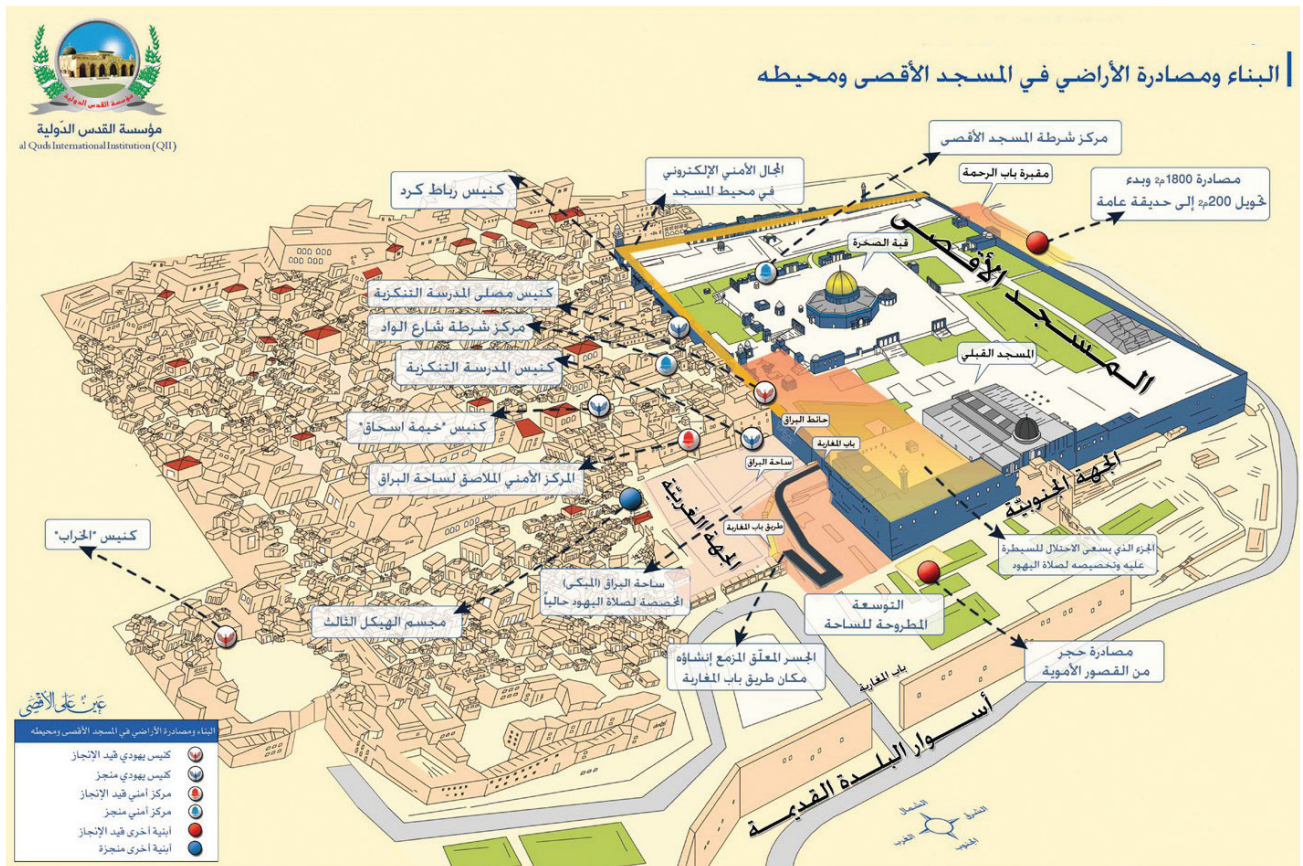 البناء ومصادرة الأراضي في المسجد الأقصى ومحيطه
مؤسسة القدس الدولية
مؤسسة القدس الدّولية
al Quds International Institution (QII)
مركز شرطة المسجد الأقصى
المجال الأمني الإلكتروني
في محيط المسجد
كنيس رباط كرد
مقبرة باب الرحمة
مصادرة 1800م2 وبدء
تحويل 200م2 إلى حديقة عامة
قبة الصخرة
المسجد الأقصى
كنيس مصلى المدرسة التنكزية
مركز شرطة شارع الواد
كنيس المدرسة التنكزية
المسجد القبلي
كنيس "خيمة اسحاق"
حائط البراق
باب المغاربة
ساحة البراق
المركز الأمني الملاصق لساحة البراق
الجهة الجنوبيّة
الجهة الغربيّة
طريق باب المغاربة
كنيس "الخراب"
الجزء الذي يسعى الاحتلال للسيطرة
عليه وتخصيصه لصلاة اليهود
ساحة البراق (المبكى)
المخصصة لصلاة اليهود حالياً
مجسم الهيكل الثالث
التوسعة
المطروحة للساحة
الجسر المعلّق المزمع إنشاؤه
مكان طريق باب المغاربة
مصادرة حجر
من القصور الأموية
باب المغاربة
أسوار البلدة القديمة
عين على الأقصى
البناء ومصادرة الأراضي في المسجد الأقصى ومحيطه
كنيس يهودي قيد الإنجاز
كنيس يهودي منجز
مركز أمني قيد الإنجاز
مركز أمني منجز
أبنية أخرى قيد الإنجاز
أبنية أخرى منجزة
الشمال
الشرق
الغرب
الجنوب